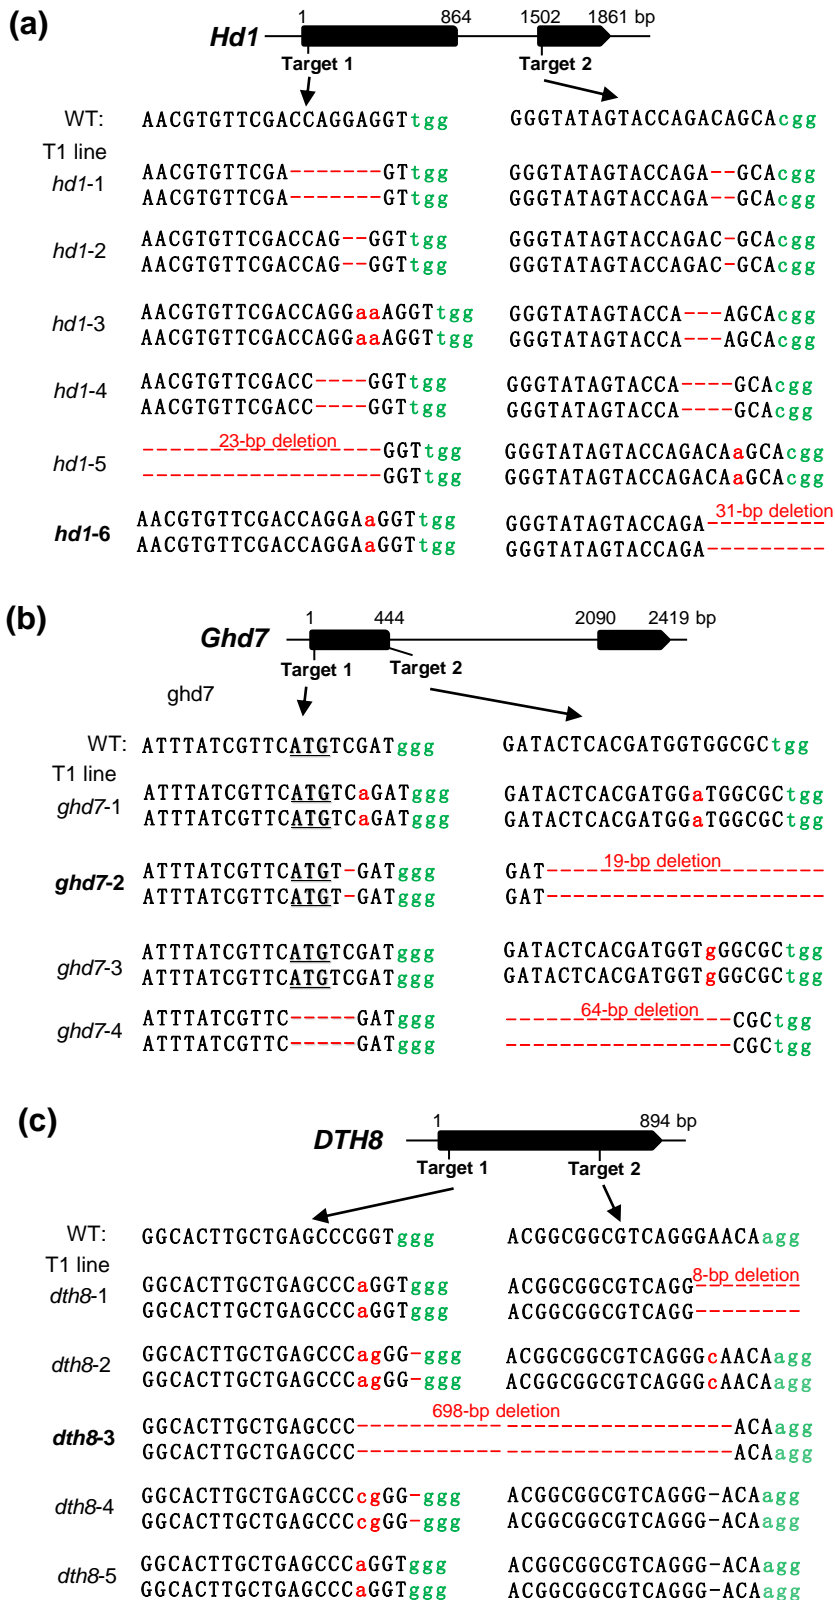 (a)
1 864 1502 1861 bp
Hd1
Target 1 Target 2
WT: AACGTGTTCGACCAGGAGGTtgg GGGTATAGTACCAGACAGCAcgg
T1 line
hd1-1
AACGTGTTCGA-------GTtgg GGGTATAGTACCAGA--GCAcgg
AACGTGTTCGA-------GTtgg GGGTATAGTACCAGA--GCAcgg
hd1-2
AACGTGTTCGACCAG--GGTtgg GGGTATAGTACCAGAC-GCAcgg
AACGTGTTCGACCAG--GGTtgg GGGTATAGTACCAGAC-GCAcgg
hd1-3
AACGTGTTCGACCAGGaaAGGTtgg GGGTATAGTACCA---AGCAcgg
AACGTGTTCGACCAGGaaAGGTtgg GGGTATAGTACCA---AGCAcgg
hd1-4
AACGTGTTCGACC----GGTtgg GGGTATAGTACCA----GCAcgg
AACGTGTTCGACC----GGTtgg GGGTATAGTACCA----GCAcgg
hd1-5
23-bp deletion
------------------GGTtgg GGGTATAGTACCAGACAaGCAcgg
------------------GGTtgg GGGTATAGTACCAGACAaGCAcgg
hd1-6
31-bp deletion
AACGTGTTCGACCAGGAaGGTtgg GGGTATAGTACCAGA---------
AACGTGTTCGACCAGGAaGGTtgg GGGTATAGTACCAGA---------
(b)
1 444 2090 2419 bp
Ghd7
Target 1 Target 2
ghd7
WT: ATTTATCGTTCATGTCGATggg GATACTCACGATGGTGGCGCtgg
T1 line
ghd7-1
ATTTATCGTTCATGTCaGATggg GATACTCACGATGGaTGGCGCtgg
ATTTATCGTTCATGTCaGATggg GATACTCACGATGGaTGGCGCtgg
ghd7-2
19-bp deletion
ATTTATCGTTCATGT-GATggg GAT---------------------
ATTTATCGTTCATGT-GATggg GAT---------------------
ghd7-3
ATTTATCGTTCATGTCGATggg GATACTCACGATGGTgGGCGCtgg
ATTTATCGTTCATGTCGATggg GATACTCACGATGGTgGGCGCtgg
ghd7-4
64-bp deletion
ATTTATCGTTC-----GATggg -----------------CGCtgg
ATTTATCGTTC-----GATggg -----------------CGCtgg
(c)
1 894 bp
DTH8
Target 1 Target 2
WT: GGCACTTGCTGAGCCCGGTggg ACGGCGGCGTCAGGGAACAagg
T1 line
dth8-1
8-bp deletion
GGCACTTGCTGAGCCCaGGTggg ACGGCGGCGTCAGG--------
GGCACTTGCTGAGCCCaGGTggg ACGGCGGCGTCAGG--------
dth8-2
GGCACTTGCTGAGCCCagGG-ggg ACGGCGGCGTCAGGGcAACAagg
GGCACTTGCTGAGCCCagGG-ggg ACGGCGGCGTCAGGGcAACAagg
dth8-3
698-bp deletion
GGCACTTGCTGAGCCC----------------------------ACAagg
GGCACTTGCTGAGCCC----------------------------ACAagg
dth8-4
GGCACTTGCTGAGCCCcgGG-ggg ACGGCGGCGTCAGGG-ACAagg
GGCACTTGCTGAGCCCcgGG-ggg ACGGCGGCGTCAGGG-ACAagg
dth8-5
GGCACTTGCTGAGCCCaGGTggg ACGGCGGCGTCAGGG-ACAagg
GGCACTTGCTGAGCCCaGGTggg ACGGCGGCGTCAGGG-ACAagg